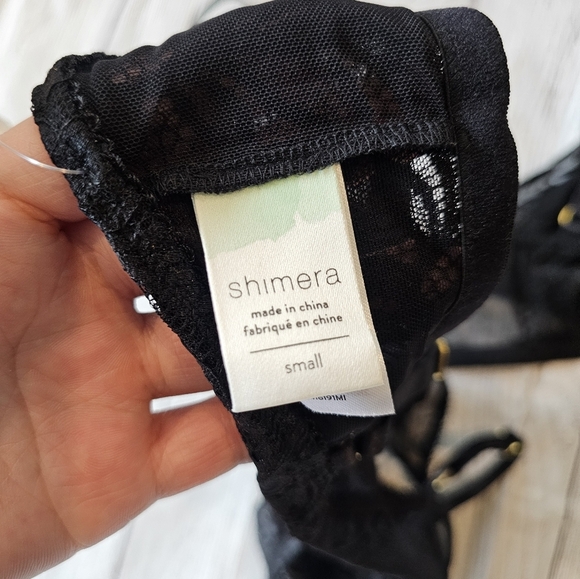 shimera
made in china
fabriqué en chine
small